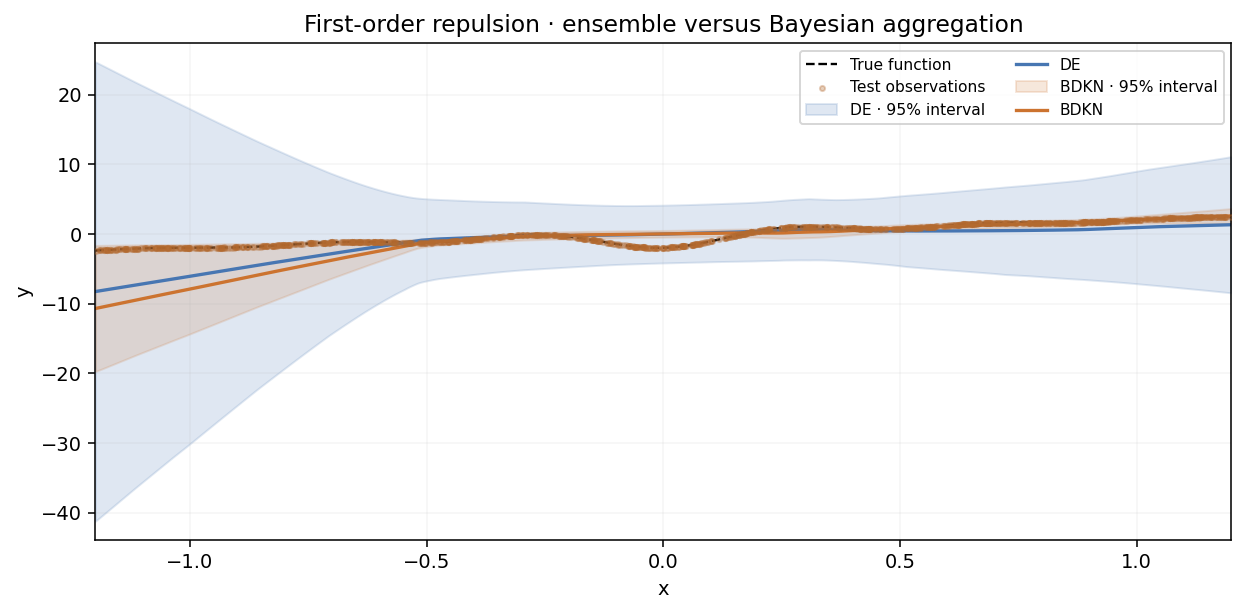 First-order repulsion · ensemble versus Bayesian aggregation
True function
Test observations
DE · 95% interval
DE
BDKN · 95% interval
BDKN
20
10
0
−10
−20
−30
−40
y
−1.0
−0.5
0.0
0.5
1.0
x